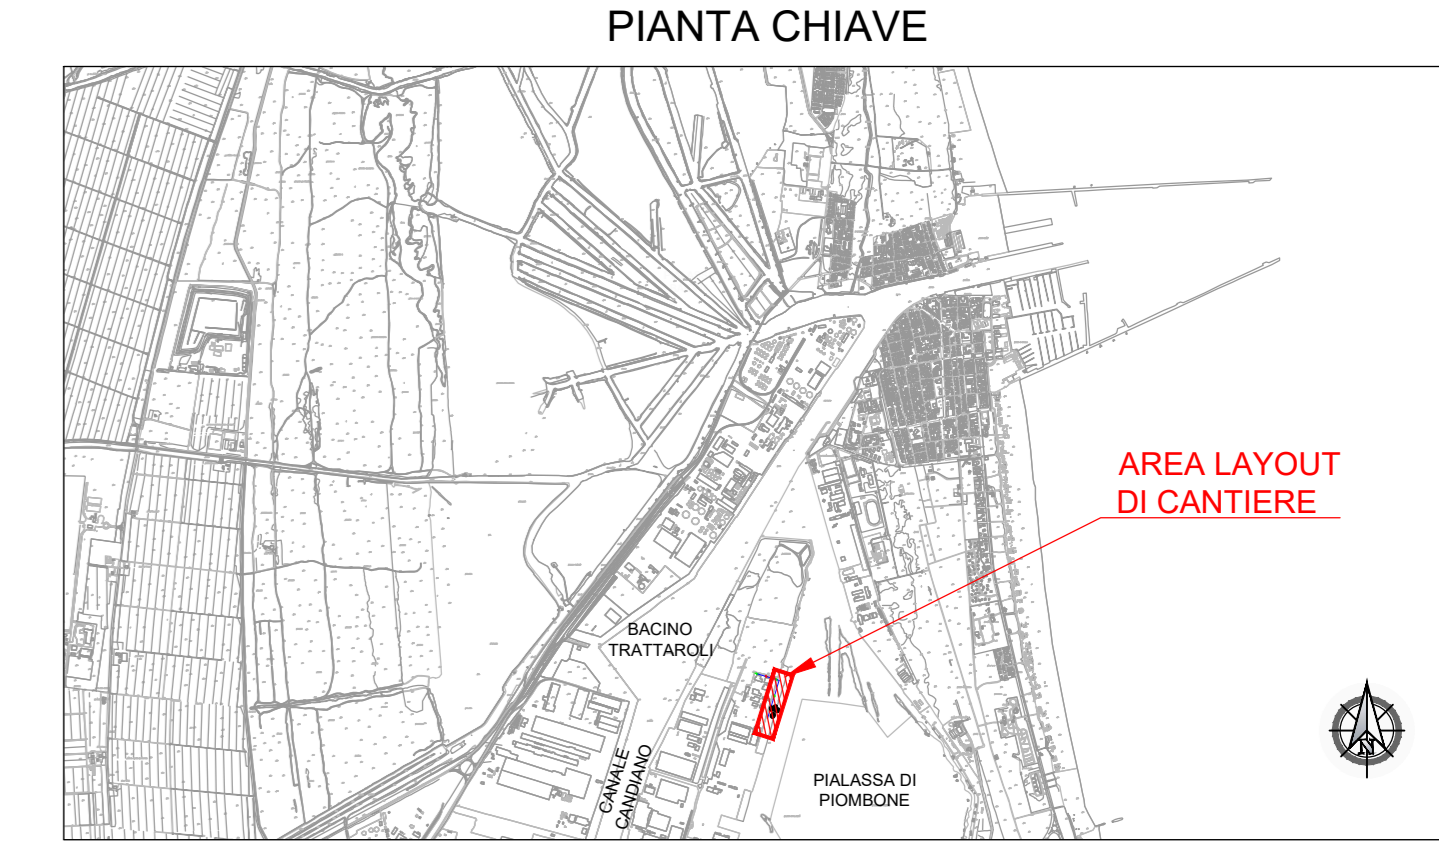 PIANTA CHIAVE
AREA LAYOUT
DI CANTIERE
BACINO
TRATTAROLI
CANALE
CANDIANO
PIALASSA DI
PIOMBONE
N